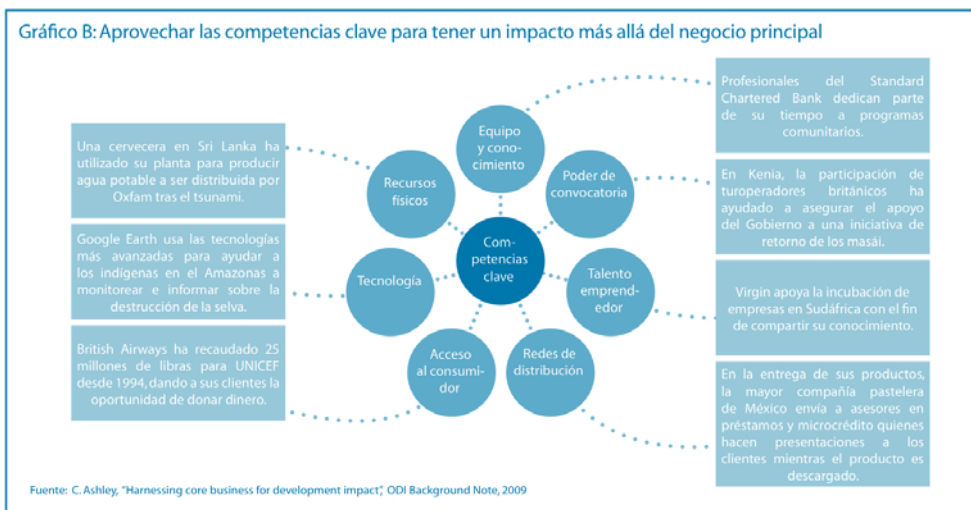 Gráfico B: Aprovechar las competencias clave para tener un impacto más allá del negocio principal
Una cervecera en Sri Lanka ha
utilizado su planta para producir
agua potable a ser distribuida por
Oxfam tras el tsunami.
Google Earth usa las tecnologías
más avanzadas para ayudar a
los indígenas en el Amazonas a
monitorear e informar sobre la
destrucción de la selva.
British Airways ha recaudado 25
millones de libras para UNICEF
desde 1994, dando a sus clientes la
oportunidad de donar dinero.
Equipo
y cono-
cimiento
Recursos
físicos
Poder de
convocatoria
Com-
petencias
clave
Tecnología
Talento
emprend-
edor
Acceso
al consumi-
dor
Redes de
distribución
Profesionales del Standard
Chartered Bank dedican parte
de su tiempo a programas
comunitarios.
En Kenia, la participación de
turoperadores británicos ha
ayudado a asegurar el apoyo
del Gobierno a una iniciativa de
retorno de los masái.
Virgin apoya la incubación de
empresas en Sudáfrica con el fin
de compartir su conocimiento.
En la entrega de sus productos,
la mayor compañía pastelera
de México envía a asesores en
préstamos y microcrédito quienes
hacen presentaciones a los
clientes mientras el producto es
descargado.
Fuente: C. Ashley, "Harnessing core business for development impact", ODI Background Note, 2009